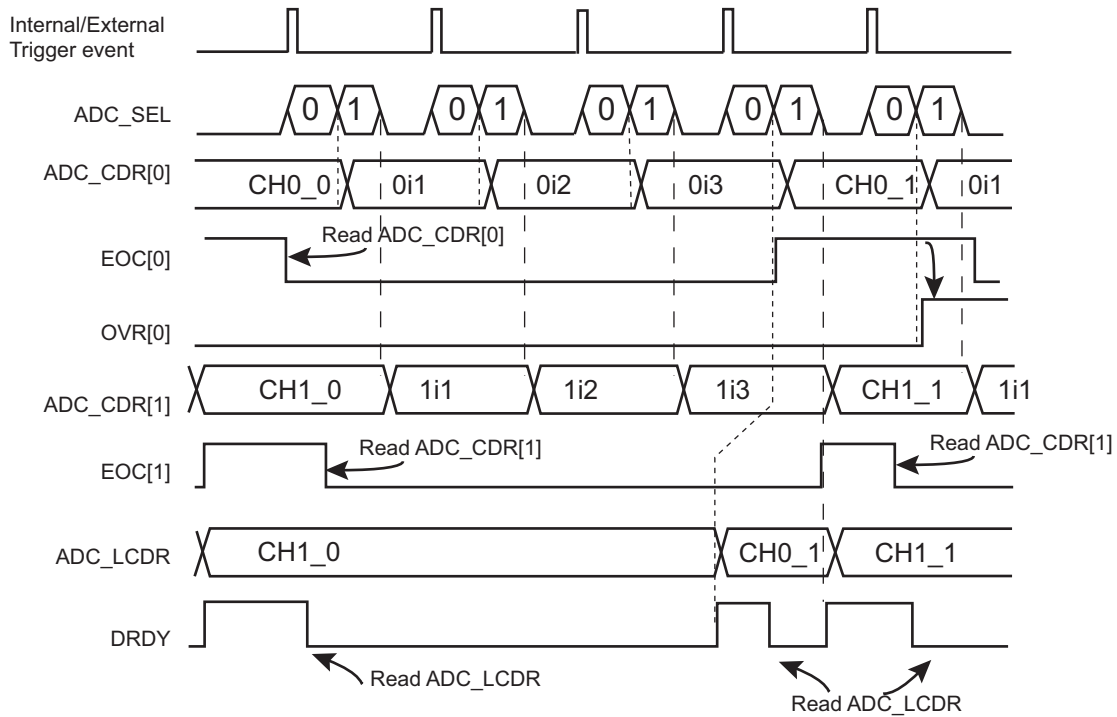 Internal/External
Trigger event
ADC_SEL
0 1 0 1 0 1 0 1 0 1
ADC_CDR[0]
CH0_0 0i1 0i2 0i3 CH0_1 0i1
EOC[0]
Read ADC_CDR[0]
OVR[0]
ADC_CDR[1]
CH1_0 1i1 1i2 1i3 CH1_1 1i1
EOC[1]
Read ADC_CDR[1]
Read ADC_CDR[1]
ADC_LCDR
CH1_0 CH0_1 CH1_1
DRDY
Read ADC_LCDR
Read ADC_LCDR